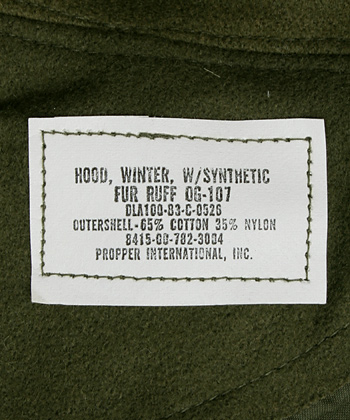 HOOD, WINTER, W/SYNTHETIC
FUR RUFF OG-107
DLA100-83-C-0526
OUTERSHELL-65% COTTON 35% NYLON
8415-00-782-3004
PROPPER INTERNATIONAL, INC.